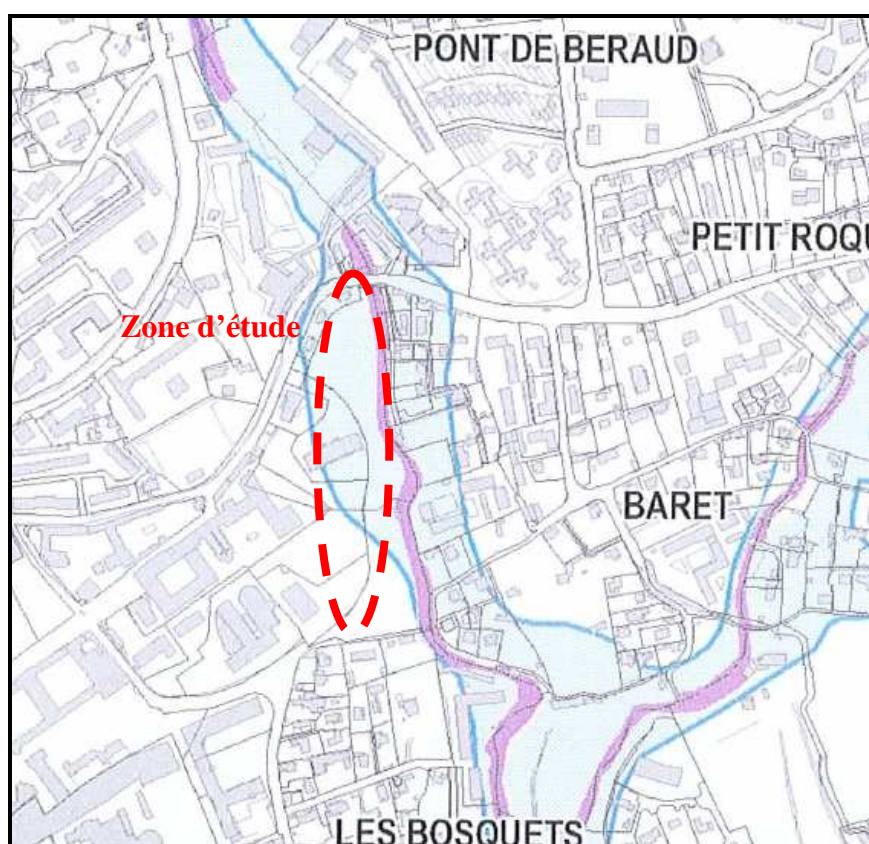 PONT DE BERAUD
PETIT ROQU
Zone d'étude
BARET
LES BOSQUETS